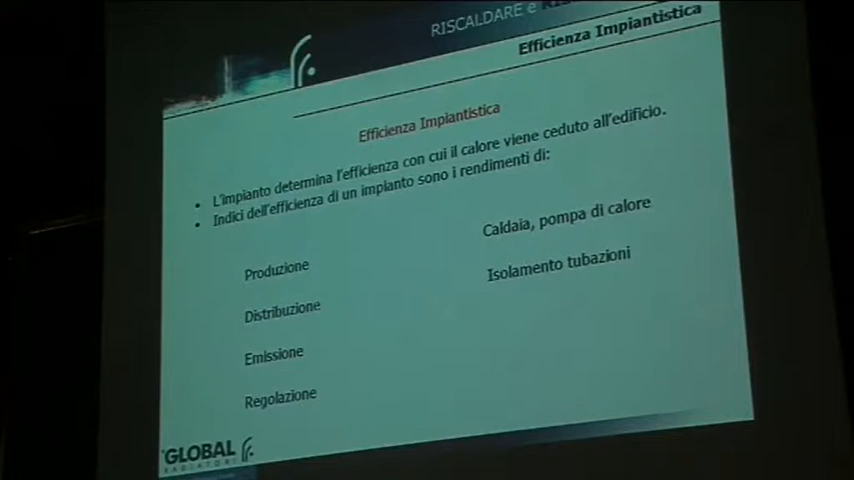 RISCALDARE e
Efficienza Impiantistica
Efficienza Impiantistica
• L'impianto determina l'efficienza con cui il calore viene ceduto all'edificio.
• Indici dell'efficienza di un impianto sono i rendimenti di:
Produzione
Caldaia, pompa di calore
Distribuzione
Isolamento tubazioni
Emissione
Regolazione
GLOBAL
RADIATORI